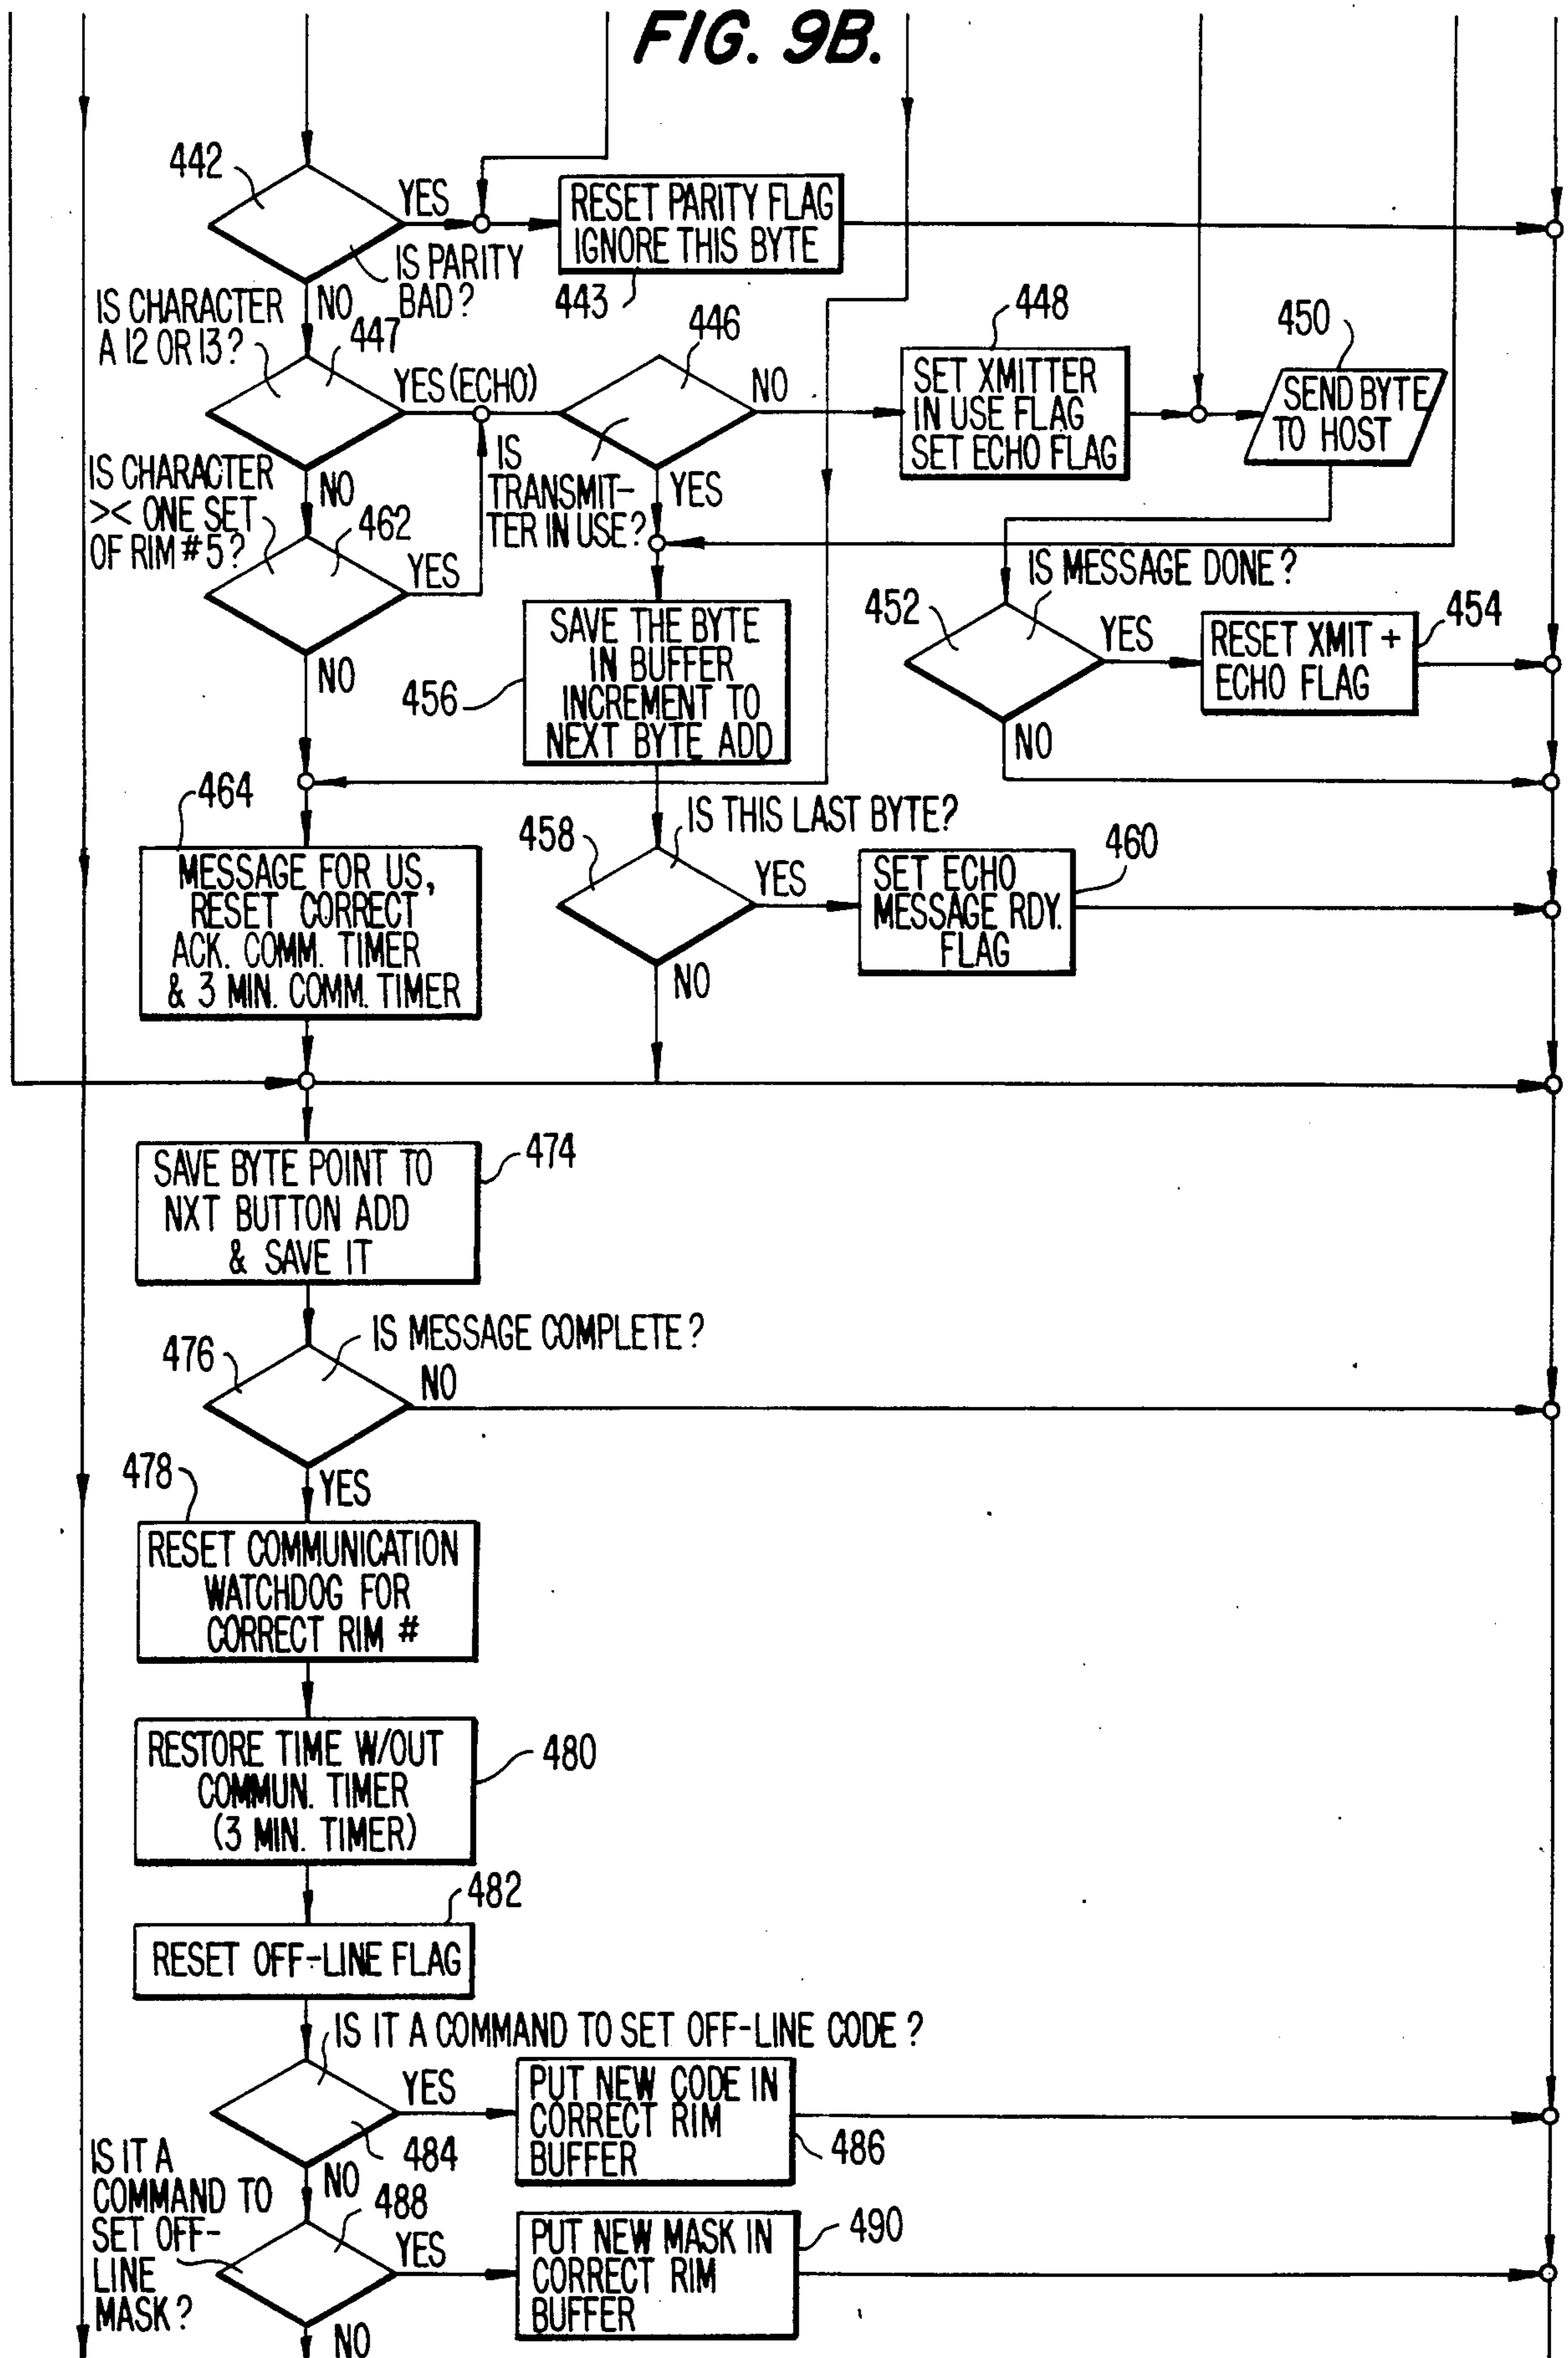 FIG. 9B.
442
YES
RESET PARITY FLAG
IGNORE THIS BYTE
443
IS PARITY
BAD?
NO
IS CHARACTER
A 12 OR 13?
447
YES (ECHO)
446
NO
IS
TRANSMIT-
TER IN USE?
YES
448
SET XMITTER
IN USE FLAG
SET ECHO FLAG
450
SEND BYTE
TO HOST
NO
IS CHARACTER
>< ONE SET
OF RIM #5?
462
YES
NO
SAVE THE BYTE
IN BUFFER
INCREMENT TO
NEXT BYTE ADD
456
IS MESSAGE DONE?
452
YES
RESET XMIT +
ECHO FLAG
454
NO
464
MESSAGE FOR US,
RESET CORRECT
ACK. COMM. TIMER
& 3 MIN. COMM. TIMER
IS THIS LAST BYTE?
458
YES
SET ECHO
MESSAGE RDY.
FLAG
460
NO
SAVE BYTE POINT TO
NXT BUTTON ADD
& SAVE IT
474
IS MESSAGE COMPLETE?
476
NO
YES
478
RESET COMMUNICATION
WATCHDOG FOR
CORRECT RIM #
RESTORE TIME W/OUT
COMMUN. TIMER
(3 MIN. TIMER)
480
482
RESET OFF-LINE FLAG
IS IT A COMMAND TO SET OFF-LINE CODE?
YES
484
PUT NEW CODE IN
CORRECT RIM
BUFFER
486
NO
IS IT A
COMMAND TO
SET OFF-
LINE
MASK?
488
YES
PUT NEW MASK IN
CORRECT RIM
BUFFER
490
NO